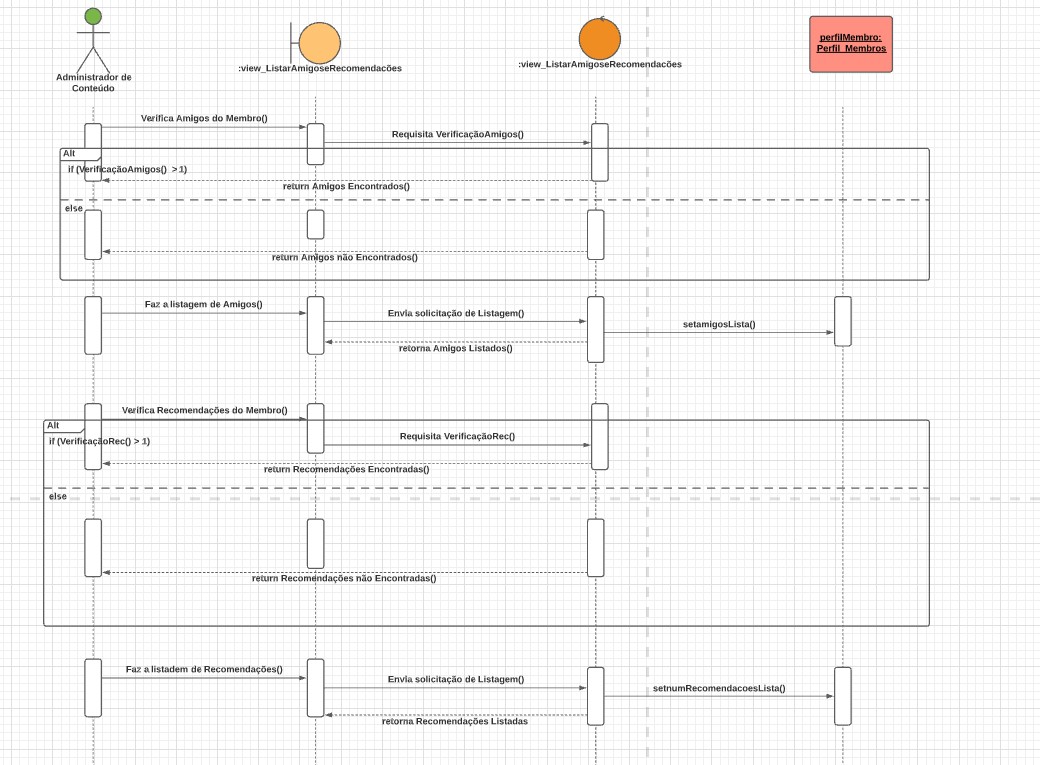 :view_ListarAmigoseRecomendacões
:view_ListarAmigoseRecomendacões
perfilMembro:
Perfil_Membros
Administrador de
Conteúdo
Verífica Amigos do Membro()
Requisita VerificaçãoAmigos()
Alt
if (VerificaçãoAmigos() > 1)
return Amigos Encontrados()
else
return Amigos não Encontrados()
Faz a listagem de Amigos()
Envia solicitação de Listagem()
setamigosLista()
retorna Amigos Listados()
Verifica Recomendações do Membro()
Alt
if (VerificaçãoRec() > 1)
Requisita VerificaçãoRec()
return Recomendações Encontradas()
else
return Recomendações não Encontradas()
Faz a listadem de Recomendações()
Envia solicitação de Listagem()
setnumRecomendacoesLista()
retorna Recomendações Listadas